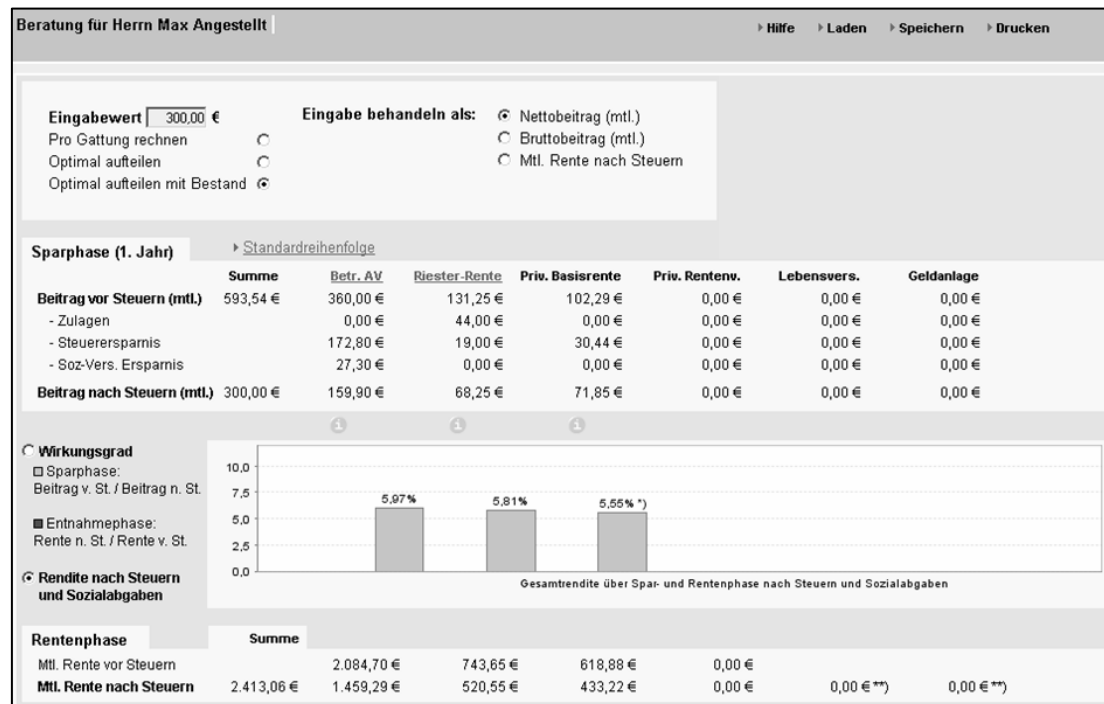 Beratung für Herrn Max Angestellt
Hilfe Laden Speichern Drucken
Eingabewert 300,00 €
Pro Gattung rechnen
Optimal aufteilen
Optimal aufteilen mit Bestand
Eingabe behandeln als: Nettobeitrag (mtl.)
Bruttobeitrag (mtl.)
Mtl. Rente nach Steuern
Sparphase (1. Jahr) Standardreihenfolge
Summe Betr. AV Riester-Rente Priv. Basisrente Priv. Rentenv. Lebensvers. Geldanlage
Beitrag vor Steuern (mtl.) 593,54 € 360,00 € 131,25 € 102,29 € 0,00 € 0,00 € 0,00 €
- Zulagen 0,00 € 44,00 € 0,00 € 0,00 € 0,00 € 0,00 €
- Steuerersparnis 172,80 € 19,00 € 30,44 € 0,00 € 0,00 € 0,00 €
- Soz-Vers. Ersparnis 27,30 € 0,00 € 0,00 € 0,00 € 0,00 € 0,00 €
Beitrag nach Steuern (mtl.) 300,00 € 159,90 € 68,25 € 71,85 € 0,00 € 0,00 € 0,00 €
i i i
Wirkungsgrad
Sparphase:
Beitrag v. St. / Beitrag n. St.
Entnahmephase:
Rente n. St. / Rente v. St.
Rendite nach Steuern
und Sozialabgaben
10,0
7,5
5,0
2,5
0,0
5,97% 5,81% 5,55% *)
Gesamtrendite über Spar- und Rentenphase nach Steuern und Sozialabgaben
Rentenphase Summe
Mtl. Rente vor Steuern 2.084,70 € 743,65 € 618,88 € 0,00 €
Mtl. Rente nach Steuern 2.413,06 € 1.459,29 € 520,55 € 433,22 € 0,00 € 0,00 € **) 0,00 € **)